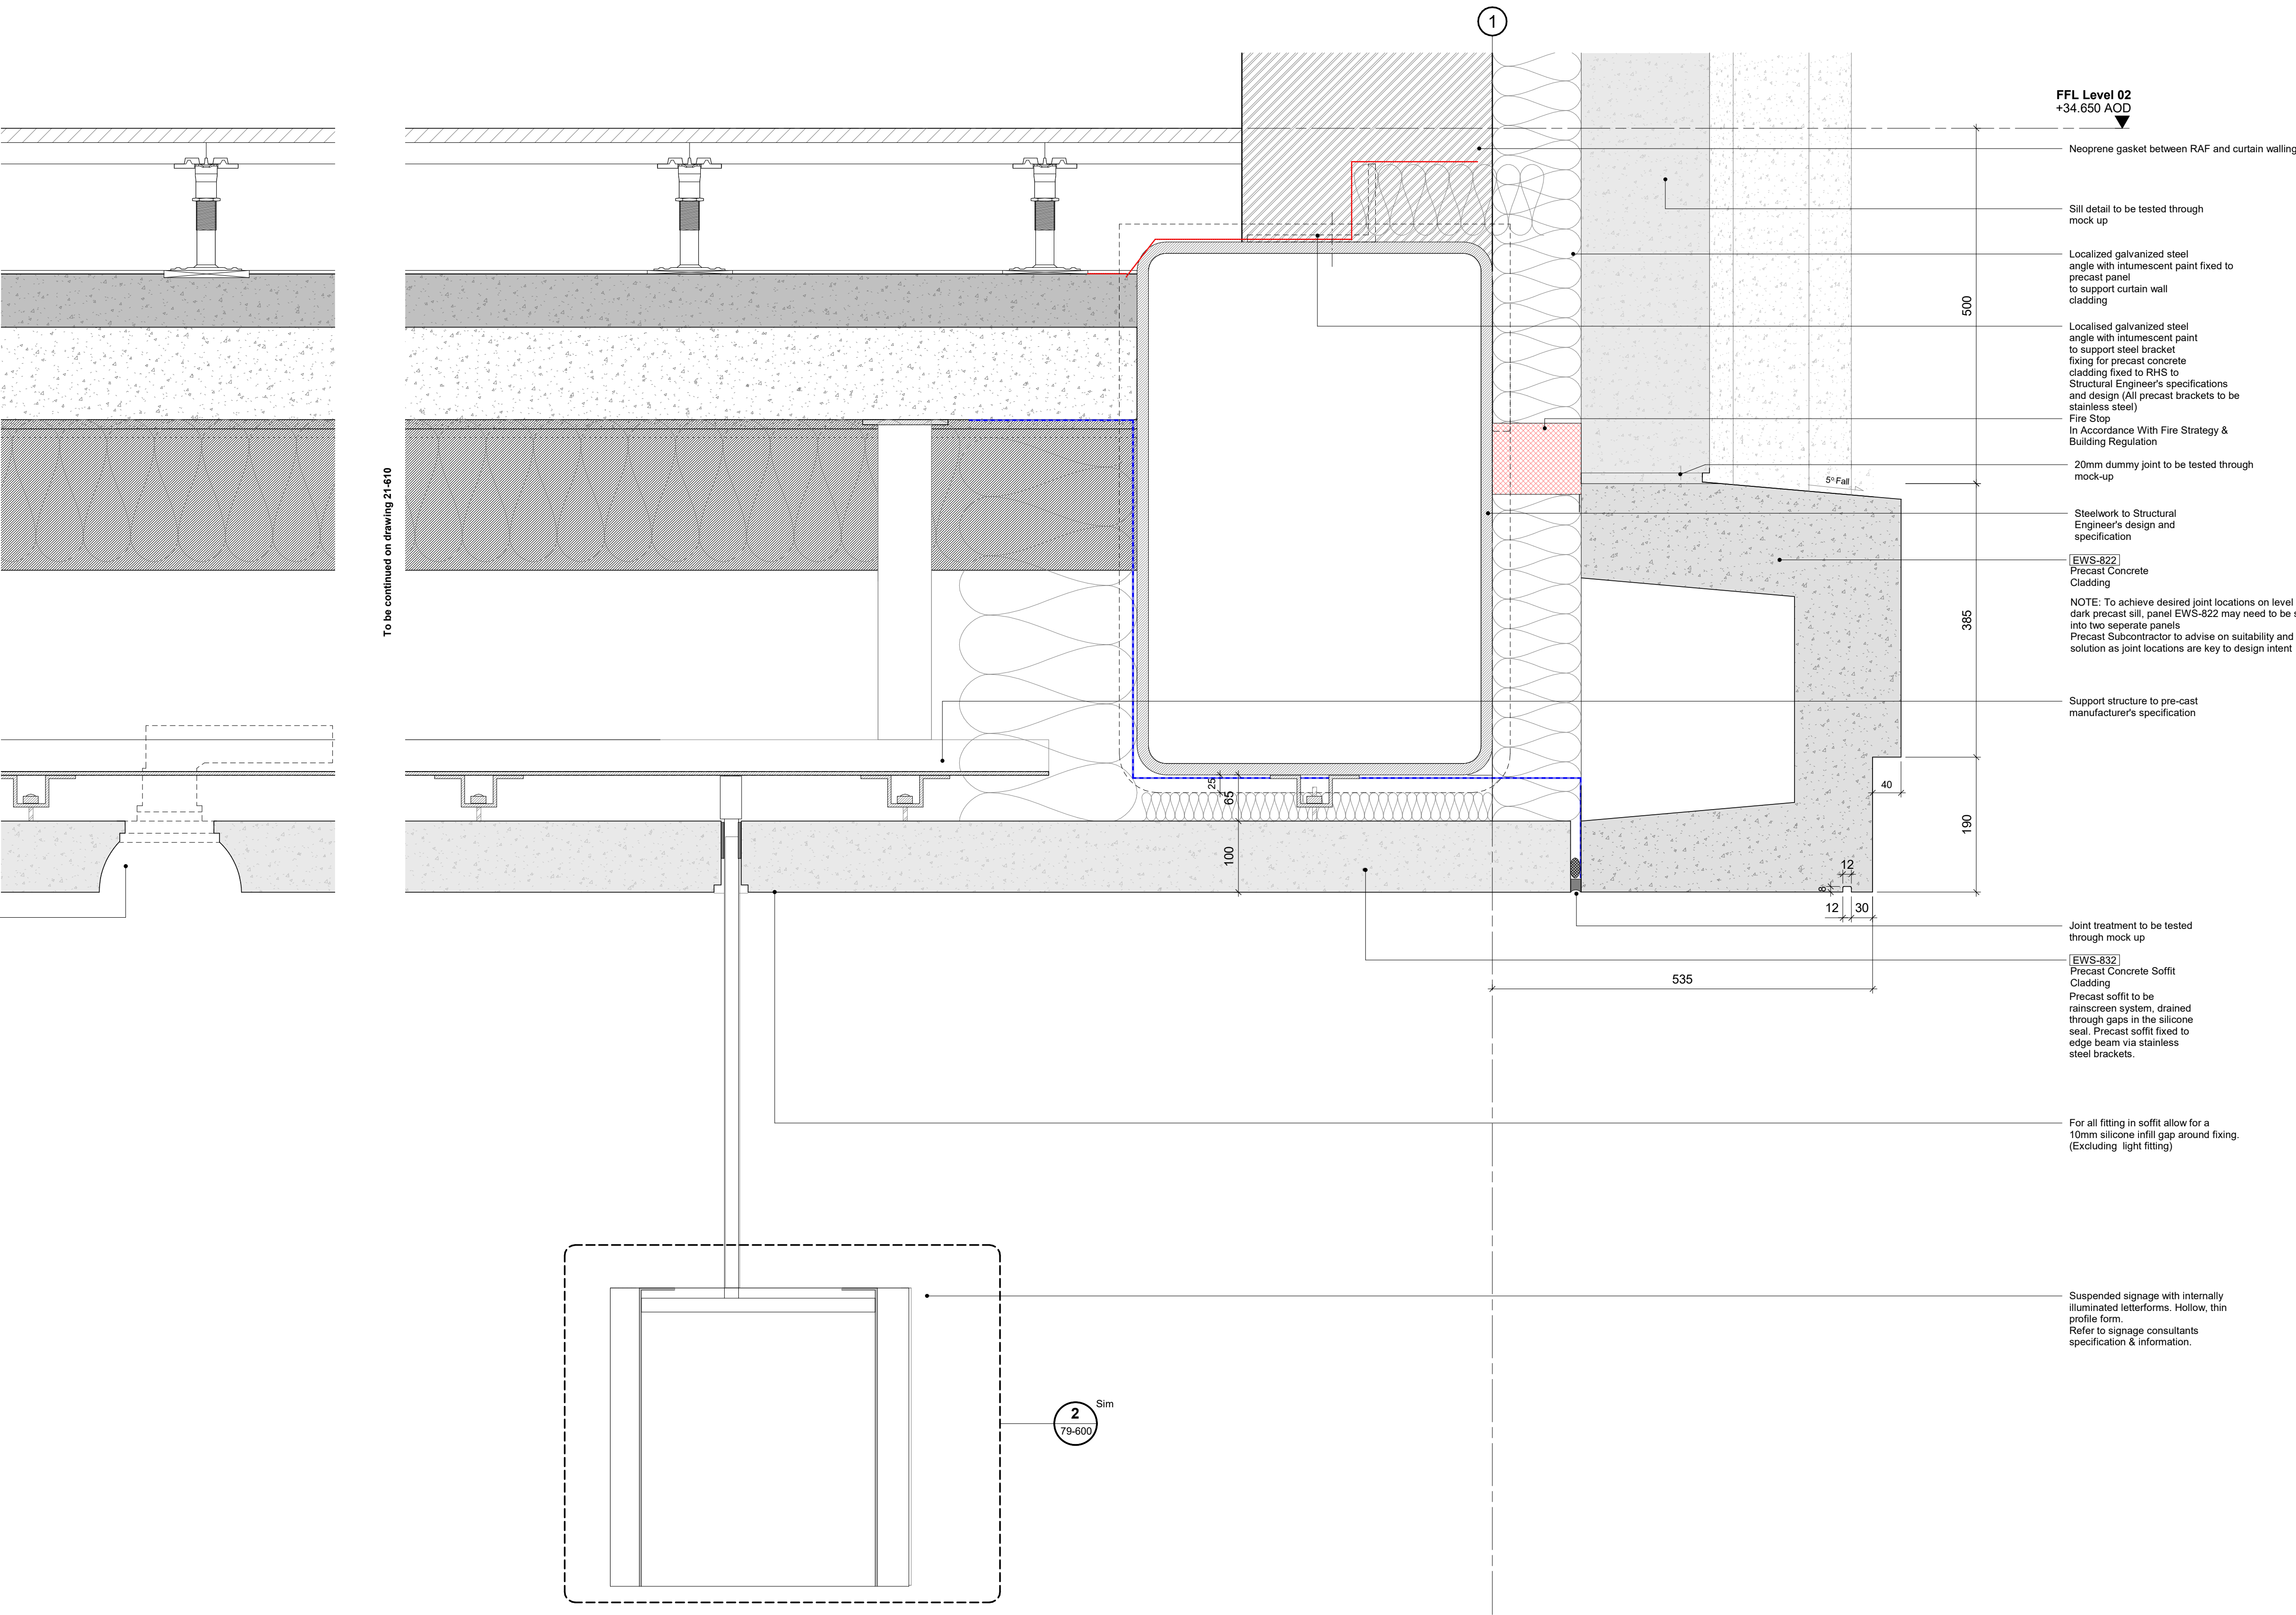 1
FFL Level 02
+34.650 AOD
Neoprene gasket between RAF and curtain walling
Sill detail to be tested through
mock up
Localized galvanized steel
angle with intumescent paint fixed to
precast panel
to support curtain wall
cladding
500
Localised galvanized steel
angle with intumescent paint
to support steel bracket
fixing for precast concrete
cladding fixed to RHS to
Structural Engineer's specifications
and design (All precast brackets to be
stainless steel)
Fire Stop
In Accordance With Fire Strategy &
Building Regulation
20mm dummy joint to be tested through
mock-up
5º Fall
To be continued on drawing 21-610
Steelwork to Structural
Engineer's design and
specification
EWS-822
Precast Concrete
Cladding
NOTE: To achieve desired joint locations on level
dark precast sill, panel EWS-822 may need to be s
into two seperate panels
Precast Subcontractor to advise on suitability and
solution as joint locations are key to design intent
385
Support structure to pre-cast
manufacturer's specification
25
65
40
190
100
12
8
12
30
Joint treatment to be tested
through mock up
EWS-832
Precast Concrete Soffit
Cladding
Precast soffit to be
rainscreen system, drained
through gaps in the silicone
seal. Precast soffit fixed to
edge beam via stainless
steel brackets.
535
For all fitting in soffit allow for a
10mm silicone infill gap around fixing.
(Excluding light fitting)
Suspended signage with internally
illuminated letterforms. Hollow, thin
profile form.
Refer to signage consultants
specification & information.
2
79-600
Sim